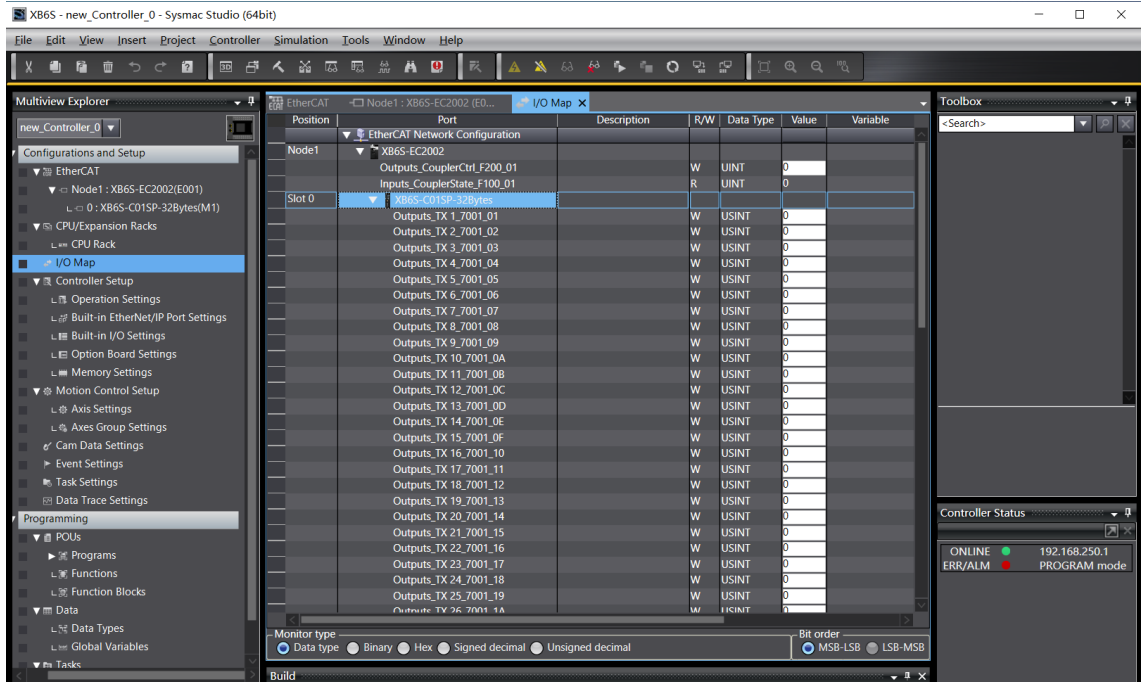 XB6S - new_Controller_0 - Sysmac Studio (64bit)
File Edit View Insert Project Controller Simulation Tools Window Help
Multiview Explorer
new_Controller_0
Configurations and Setup
EtherCAT
Node1 : XB6S-EC2002(E001)
0 : XB6S-C01SP-32Bytes(M1)
CPU/Expansion Racks
CPU Rack
I/O Map
Controller Setup
Operation Settings
Built-in EtherNet/IP Port Settings
Built-in I/O Settings
Option Board Settings
Memory Settings
Motion Control Setup
Axis Settings
Axes Group Settings
Cam Data Settings
Event Settings
Task Settings
Data Trace Settings
Programming
POUs
Programs
Functions
Function Blocks
Data
Data Types
Global Variables
Tasks
EtherCAT Node1 : XB6S-EC2002 (E0... I/O Map
Position Port Description R/W Data Type Value Variable
EtherCAT Network Configuration
Node1 XB6S-EC2002
Outputs_CouplerCtrl_F200_01 W UINT 0
Inputs_CouplerState_F100_01 R UINT 0
Slot 0 XB6S-C01SP-32Bytes
Outputs_TX 1_7001_01 W USINT 0
Outputs_TX 2_7001_02 W USINT 0
Outputs_TX 3_7001_03 W USINT 0
Outputs_TX 4_7001_04 W USINT 0
Outputs_TX 5_7001_05 W USINT 0
Outputs_TX 6_7001_06 W USINT 0
Outputs_TX 7_7001_07 W USINT 0
Outputs_TX 8_7001_08 W USINT 0
Outputs_TX 9_7001_09 W USINT 0
Outputs_TX 10_7001_0A W USINT 0
Outputs_TX 11_7001_0B W USINT 0
Outputs_TX 12_7001_0C W USINT 0
Outputs_TX 13_7001_0D W USINT 0
Outputs_TX 14_7001_0E W USINT 0
Outputs_TX 15_7001_0F W USINT 0
Outputs_TX 16_7001_10 W USINT 0
Outputs_TX 17_7001_11 W USINT 0
Outputs_TX 18_7001_12 W USINT 0
Outputs_TX 19_7001_13 W USINT 0
Outputs_TX 20_7001_14 W USINT 0
Outputs_TX 21_7001_15 W USINT 0
Outputs_TX 22_7001_16 W USINT 0
Outputs_TX 23_7001_17 W USINT 0
Outputs_TX 24_7001_18 W USINT 0
Outputs_TX 25_7001_19 W USINT 0
Outputs_TX 26_7001_1A W USINT 0
Monitor type
Data type Binary Hex Signed decimal Unsigned decimal
Bit order
MSB-LSB LSB-MSB
Build
Toolbox
<Search>
Controller Status
ONLINE 192.168.250.1
ERR/ALM PROGRAM mode